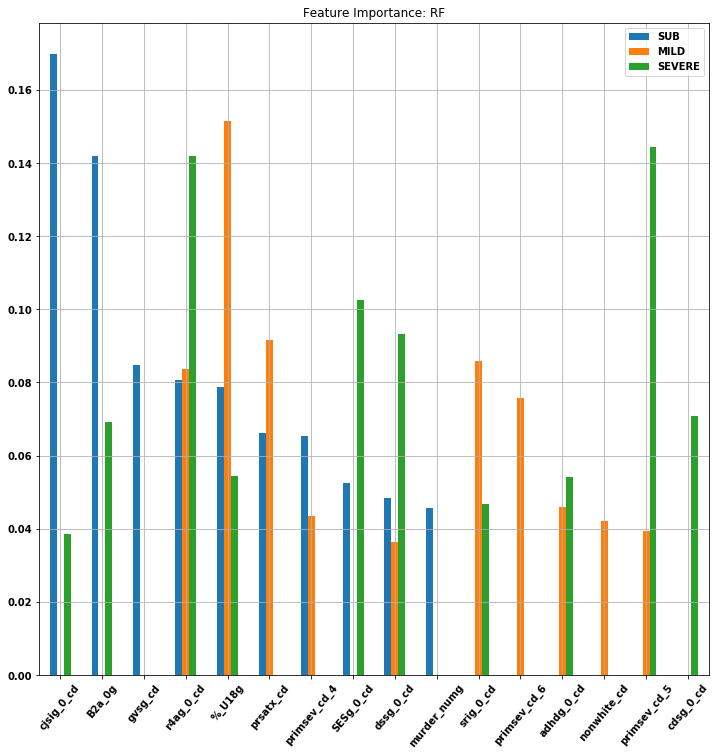 Feature Importance: RF
SUB
MILD
SEVERE
0.16
0.14
0.12
0.10
0.08
0.06
0.04
0.02
0.00
cjsig_0_cd
B2a_0g
gvsg_cd
r4ag_0_cd
%_U18g
prsatx_cd
primsev_cd_4
SESg_0_cd
dssg_0_cd
murder_numg
srig_0_cd
primsev_cd_6
adhdg_0_cd
nonwhite_cd
primsev_cd_5
cdsg_0_cd